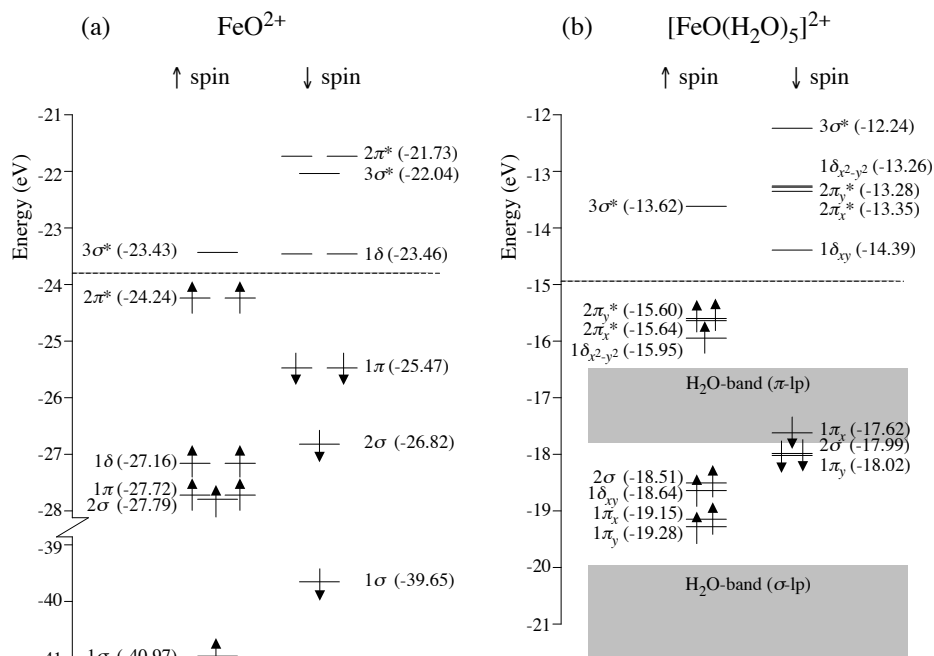 (a) FeO2+
↑ spin ↓ spin
Energy (eV)
-21
-22
-23
-24
-25
-26
-27
-28
-39
-40
-41
2π* (-21.73)
3σ* (-22.04)
3σ* (-23.43)
1δ (-23.46)
2π* (-24.24)
1π (-25.47)
2σ (-26.82)
1δ (-27.16)
1π (-27.72)
2σ (-27.79)
1σ (-39.65)
1σ (-40.97)
(b) [FeO(H2O)5]2+
↑ spin ↓ spin
Energy (eV)
-12
-13
-14
-15
-16
-17
-18
-19
-20
-21
3σ* (-12.24)
1δx2-y2 (-13.26)
2πy* (-13.28)
2πx* (-13.35)
3σ* (-13.62)
1δxy (-14.39)
2πy* (-15.60)
2πx* (-15.64)
1δx2-y2 (-15.95)
H2O-band (π-lp)
1πx (-17.62)
2σ (-17.99)
1πy (-18.02)
2σ (-18.51)
1δxy (-18.64)
1πx (-19.15)
1πy (-19.28)
H2O-band (σ-lp)